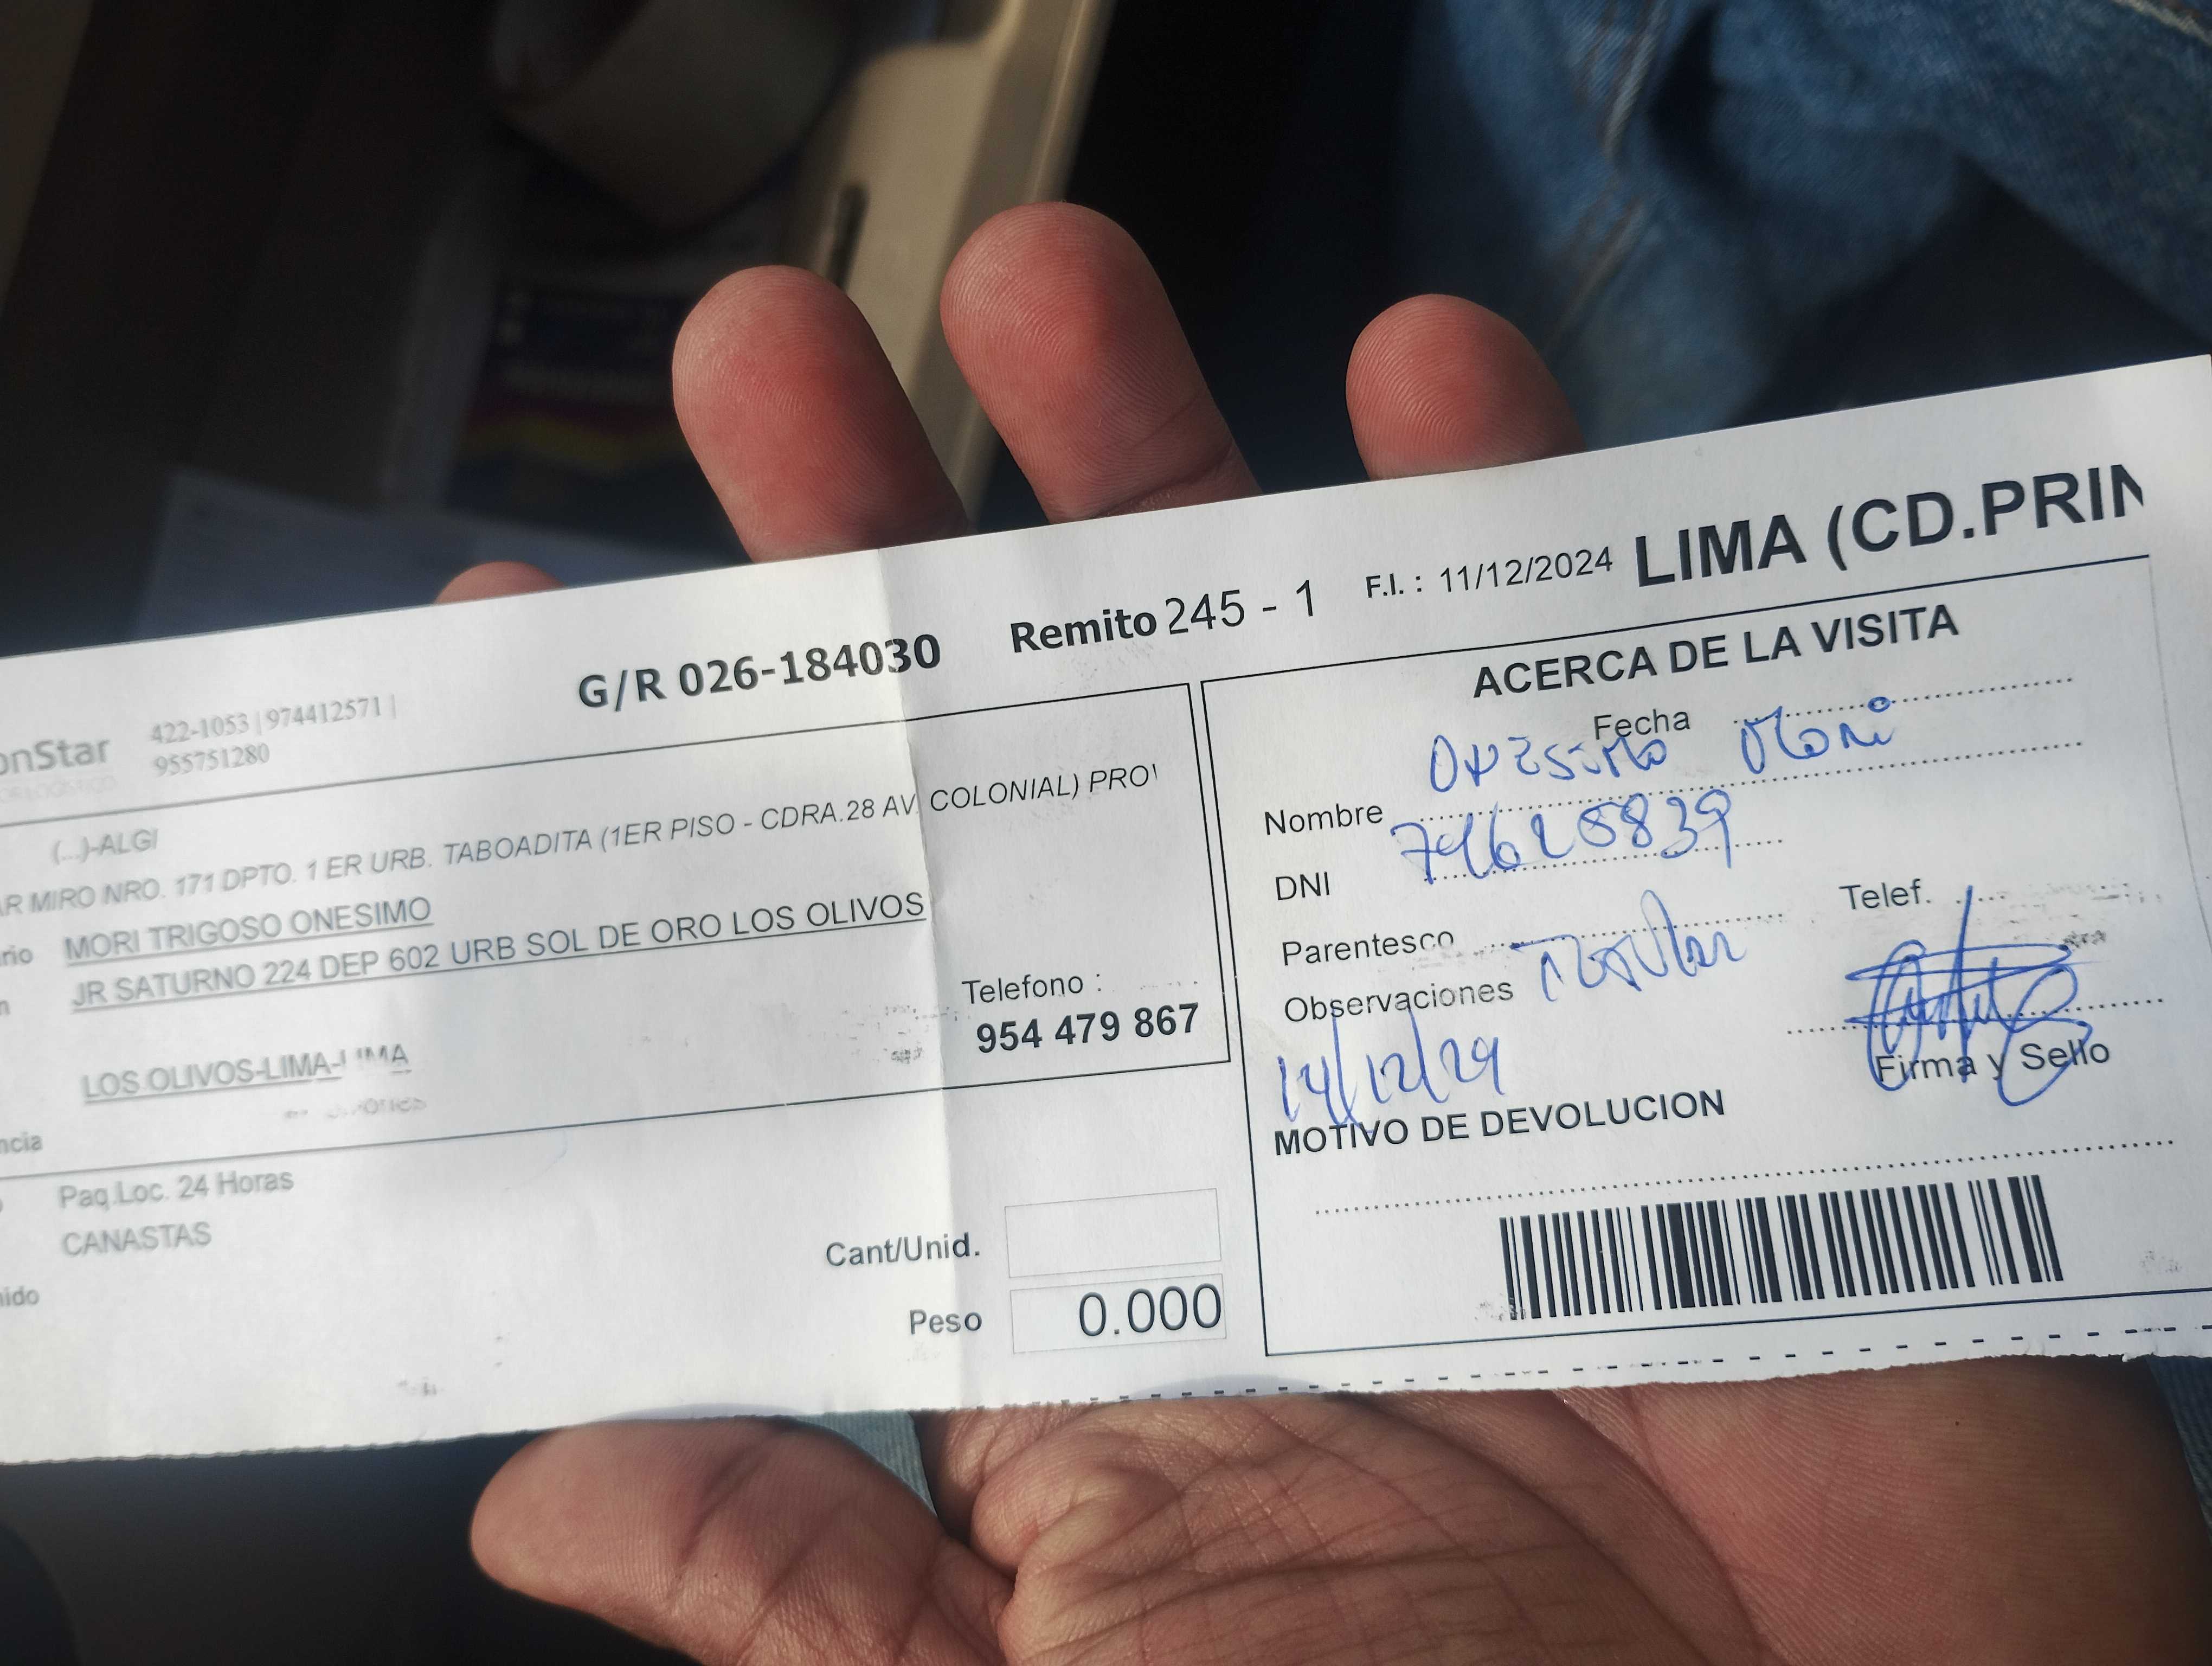 G/R 026-184030 Remito 245 - 1 F.I. : 11/12/2024 LIMA (CD.PRIN
onStar 422-1053 | 974412571 |
955751280
(...)-ALGI
AR MIRO NRO. 171 DPTO. 1 ER URB. TABOADITA (1ER PISO - CDRA.28 AV. COLONIAL) PROV
rio MORI TRIGOSO ONESIMO
n JR SATURNO 224 DEP 602 URB SOL DE ORO LOS OLIVOS
Telefono :
954 479 867
LOS OLIVOS-LIMA-LIMA
ncia
Paq.Loc. 24 Horas
CANASTAS
Cant/Unid.
nido
Peso 0.000
ACERCA DE LA VISITA
Fecha
Nombre Onesimo Mori
DNI
Parentesco Telef.
Observaciones Titular
14/12/24
Firma y Sello
MOTIVO DE DEVOLUCION